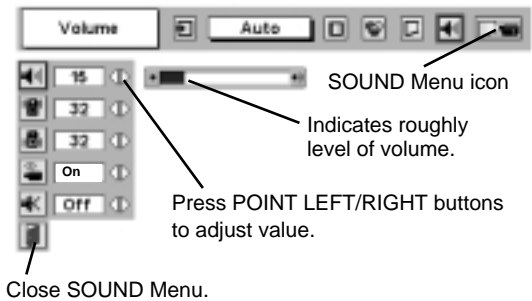 Volume
Auto
SOUND Menu icon
15
32
32
On
Off
Indicates roughly
level of volume.
Press POINT LEFT/RIGHT buttons
to adjust value.
Close SOUND Menu.